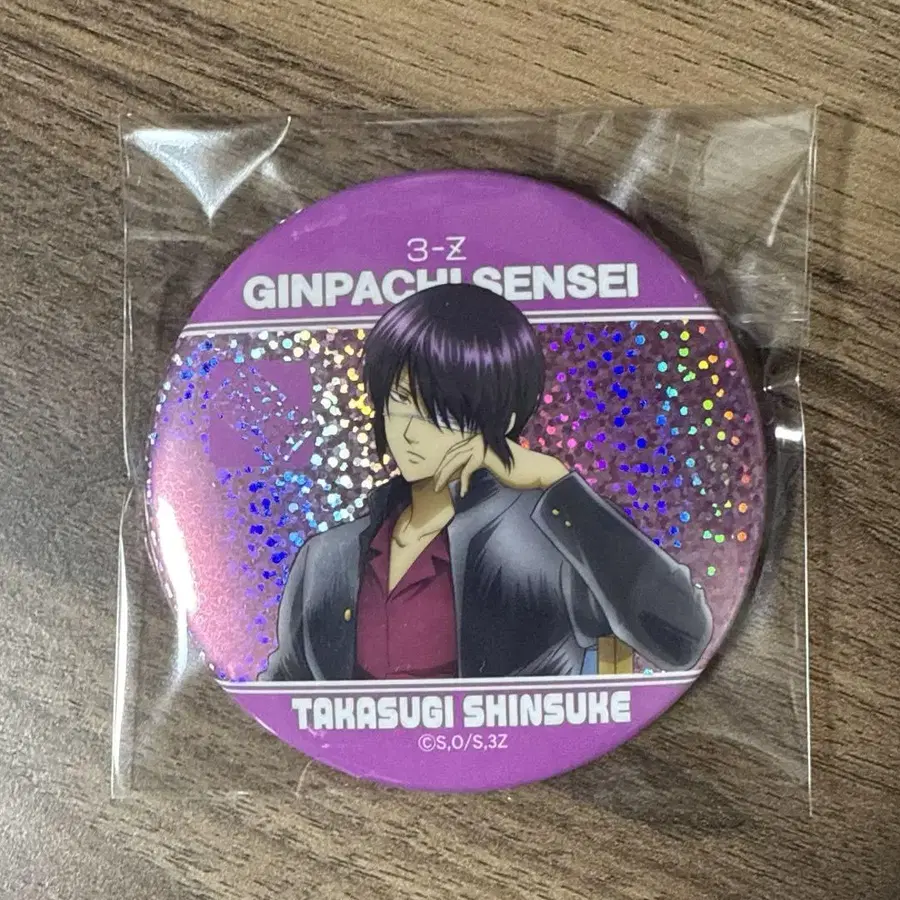 3-Z
GINPACHI SENSEI
TAKASUGI SHINSUKE
©S,O/S,3Z